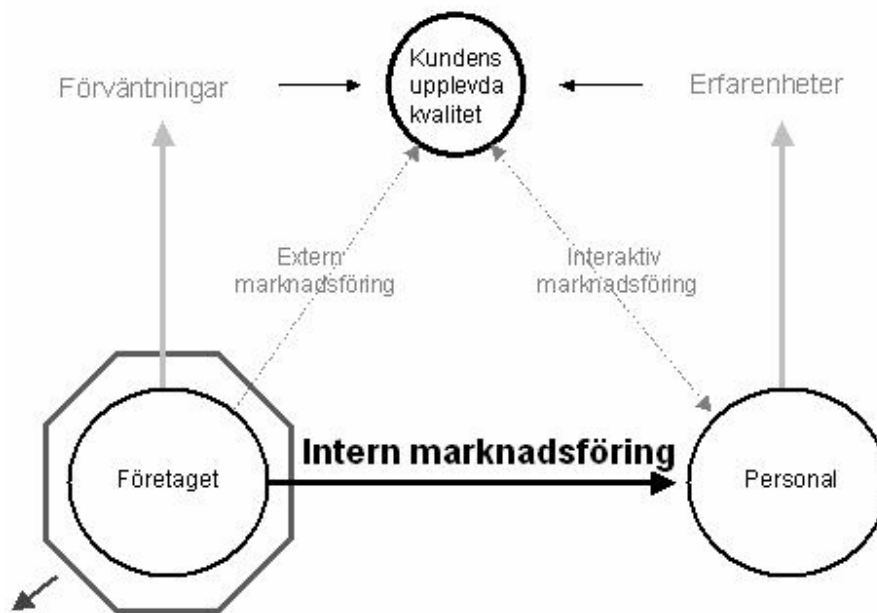 Kundens
upplevda
kvalitet
Förväntningar
Erfarenheter
Extern
marknadsföring
Interaktiv
marknadsföring
Intern marknadsföring
Företaget
Personal